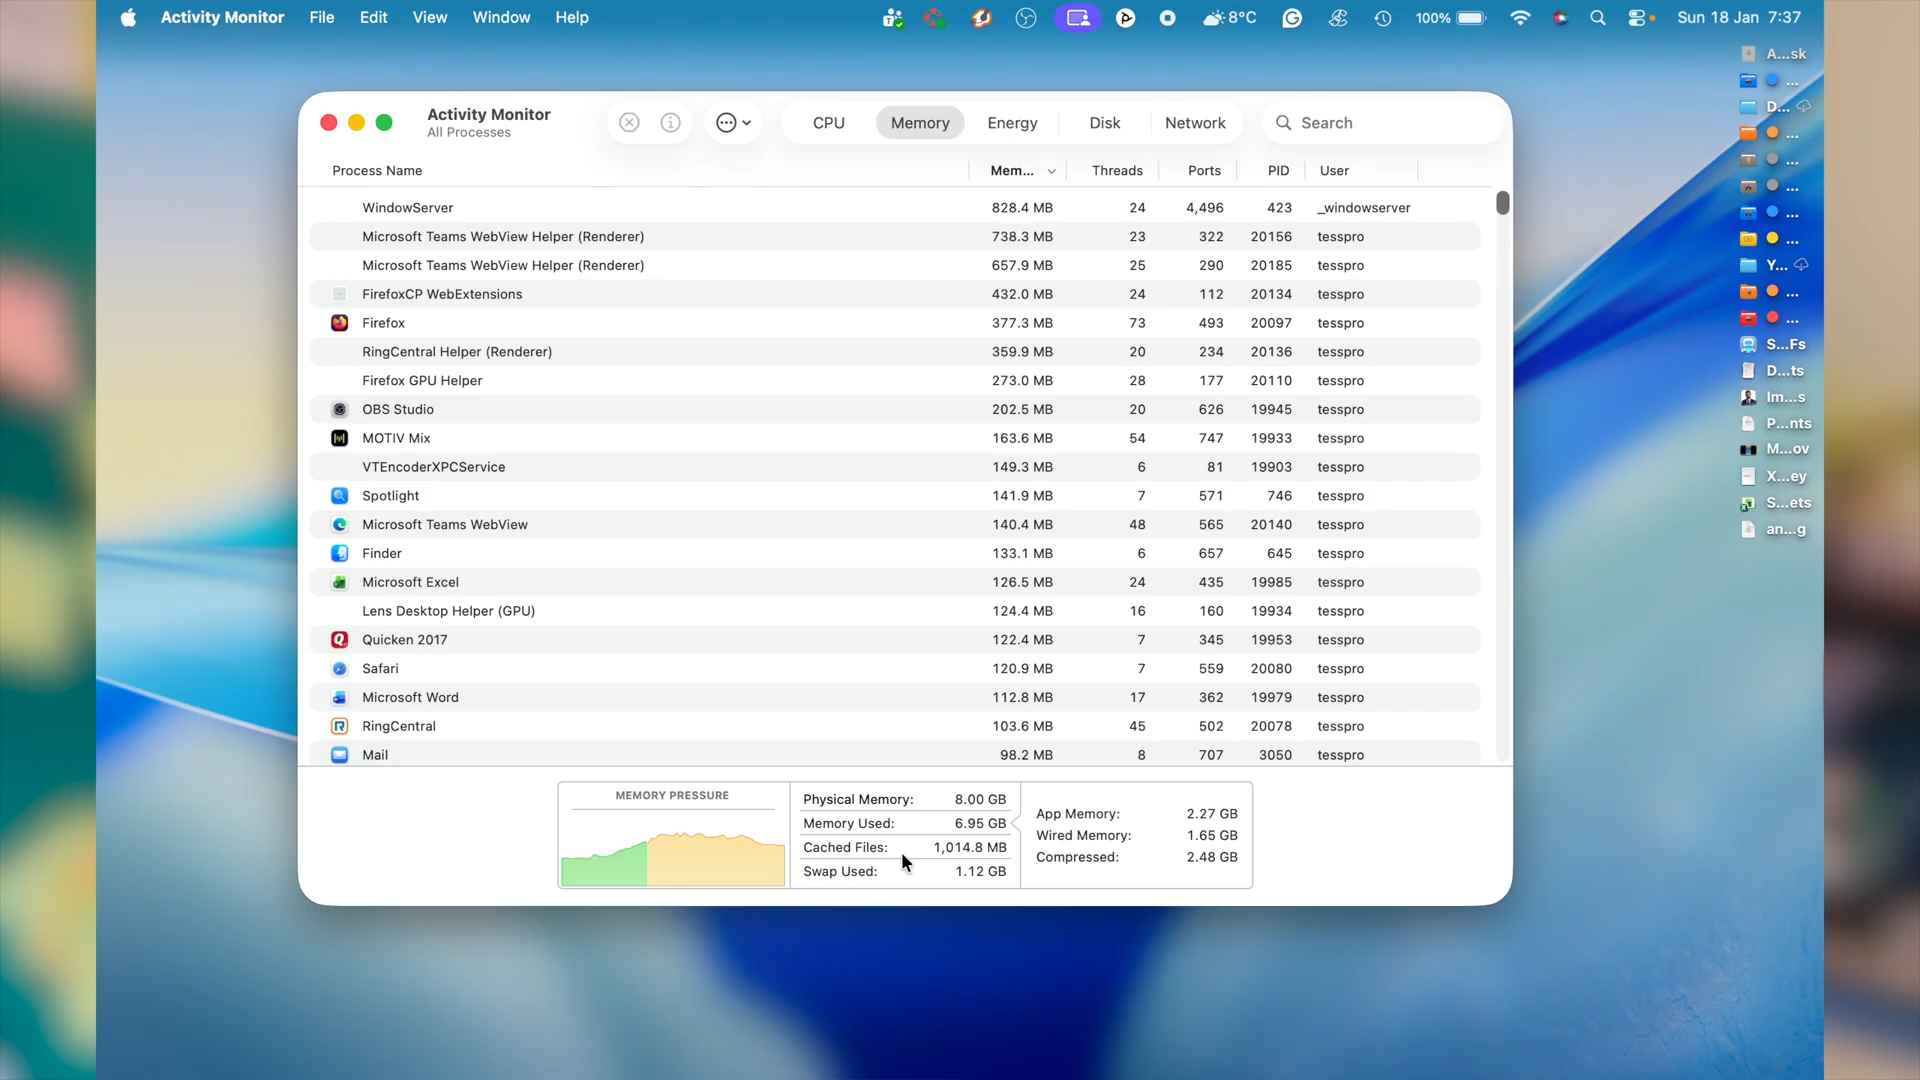 Activity Monitor File Edit View Window Help 8°C 100% Sun 18 Jan 7:37
A...sk
...
D...
...
...
...
...
...
Y...
...
...
S...Fs
D...ts
Im...s
P...nts
M...ov
X...ey
S...ets
an...g
Activity Monitor
All Processes
CPU Memory Energy Disk Network Search
Process Name Mem... Threads Ports PID User
WindowServer 828.4 MB 24 4,496 423 _windowserver
Microsoft Teams WebView Helper (Renderer) 738.3 MB 23 322 20156 tesspro
Microsoft Teams WebView Helper (Renderer) 657.9 MB 25 290 20185 tesspro
FirefoxCP WebExtensions 432.0 MB 24 112 20134 tesspro
Firefox 377.3 MB 73 493 20097 tesspro
RingCentral Helper (Renderer) 359.9 MB 20 234 20136 tesspro
Firefox GPU Helper 273.0 MB 28 177 20110 tesspro
OBS Studio 202.5 MB 20 626 19945 tesspro
MOTIV Mix 163.6 MB 54 747 19933 tesspro
VTEncoderXPCService 149.3 MB 6 81 19903 tesspro
Spotlight 141.9 MB 7 571 746 tesspro
Microsoft Teams WebView 140.4 MB 48 565 20140 tesspro
Finder 133.1 MB 6 657 645 tesspro
Microsoft Excel 126.5 MB 24 435 19985 tesspro
Lens Desktop Helper (GPU) 124.4 MB 16 160 19934 tesspro
Quicken 2017 122.4 MB 7 345 19953 tesspro
Safari 120.9 MB 7 559 20080 tesspro
Microsoft Word 112.8 MB 17 362 19979 tesspro
RingCentral 103.6 MB 45 502 20078 tesspro
Mail 98.2 MB 8 707 3050 tesspro
MEMORY PRESSURE
Physical Memory: 8.00 GB
Memory Used: 6.95 GB
Cached Files: 1,014.8 MB
Swap Used: 1.12 GB
App Memory: 2.27 GB
Wired Memory: 1.65 GB
Compressed: 2.48 GB